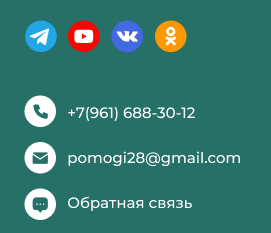 +7(961) 688-30-12
pomogi28@gmail.com
Обратная связь